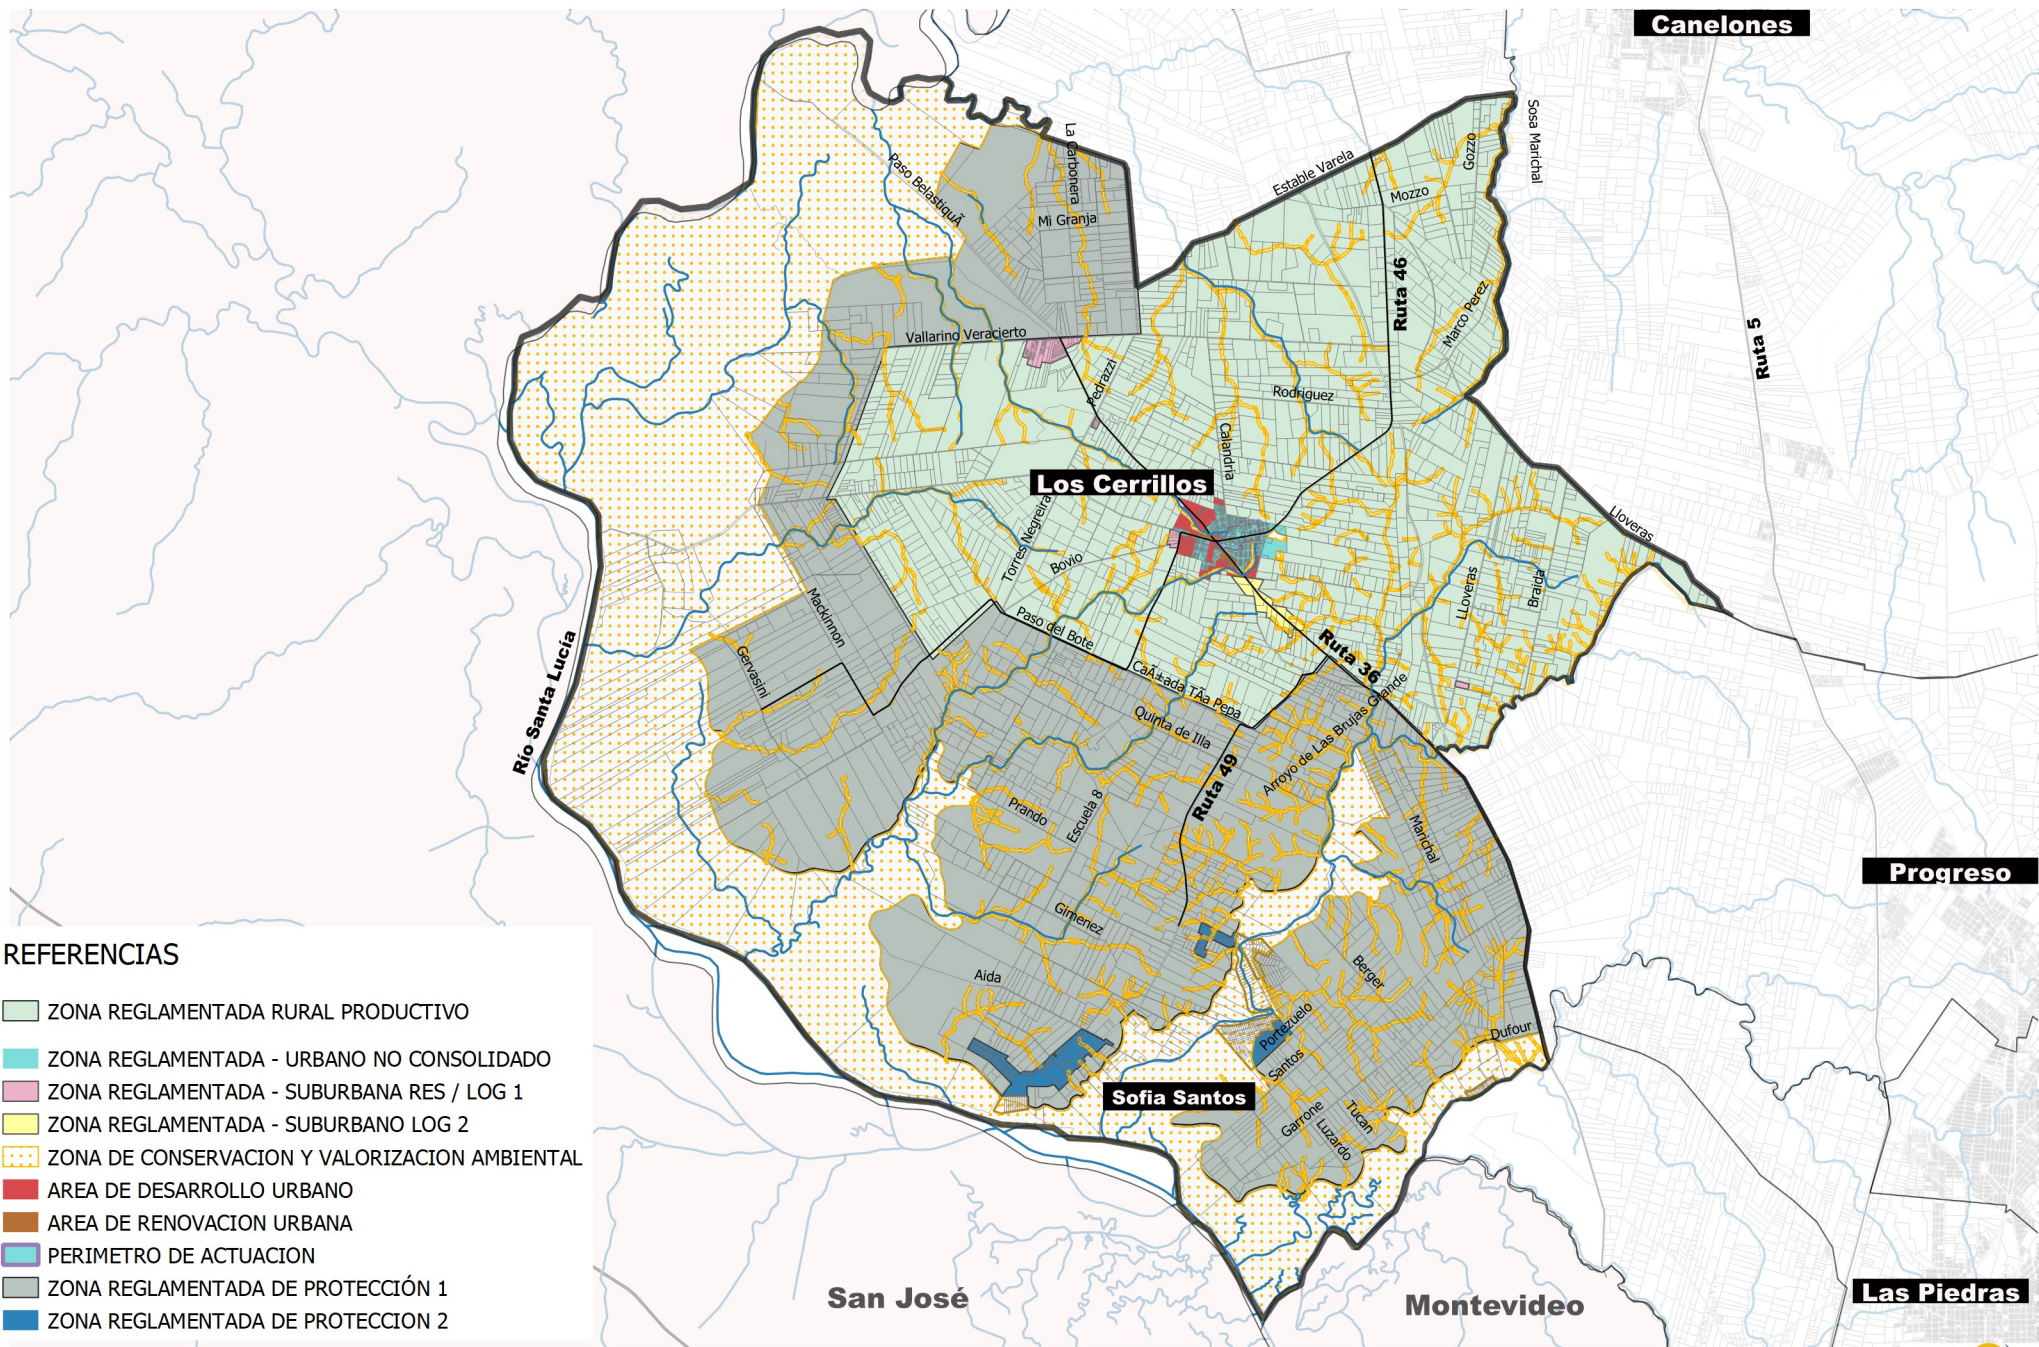 Canelones
Sosa Marichal
La Carbonera
Gozzo
Estable Varela
Mozzo
Paso BelastiquÃ
Mi Granja
Ruta 46
Marco Perez
Ruta 5
Vallarino Veracierto
Pedrazzi
Rodriguez
Calandria
Los Cerrillos
Torres Negreira
Lloveras
Bovio
LLoveras
Braida
Mackinnon
Paso del Bote
Ruta 36
Gervasini
CaÃ±ada TÃa Pepa
Río Santa Lucía
Quinta de Illa
Arroyo de Las Brujas Grande
Ruta 49
Prando
Escuela 8
Marichal
Progreso
Gimenez
Aida
Berger
Portezuelo
Dufour
Santos
Sofia Santos
Garrone
Tucan
Luzardo
San José
Montevideo
Las Piedras
REFERENCIAS
ZONA REGLAMENTADA RURAL PRODUCTIVO
ZONA REGLAMENTADA - URBANO NO CONSOLIDADO
ZONA REGLAMENTADA - SUBURBANA RES / LOG 1
ZONA REGLAMENTADA - SUBURBANO LOG 2
ZONA DE CONSERVACION Y VALORIZACION AMBIENTAL
AREA DE DESARROLLO URBANO
AREA DE RENOVACION URBANA
PERIMETRO DE ACTUACION
ZONA REGLAMENTADA DE PROTECCIÓN 1
ZONA REGLAMENTADA DE PROTECCION 2